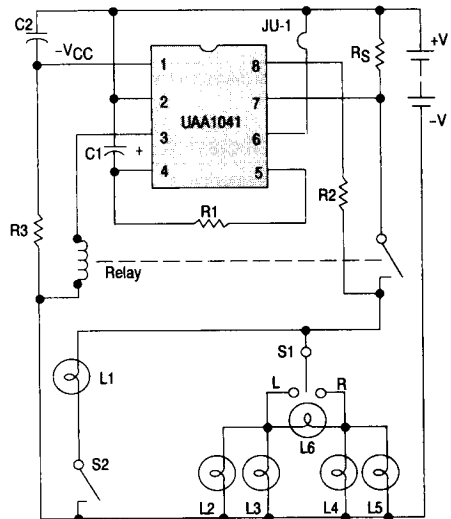 C2
−VCC
JU-1
RS
+V
−V
1
2
3
4
8
7
6
5
UAA1041
C1
+
R1
R2
R3
Relay
S1
L
R
L1
L6
S2
L2
L3
L4
L5